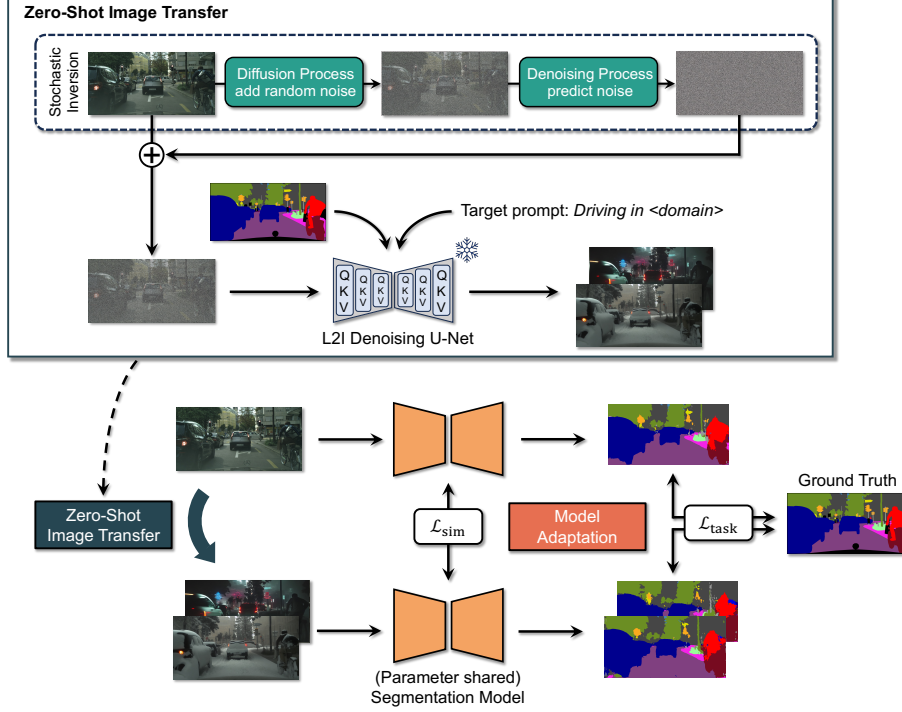 Zero-Shot Image Transfer
Stochastic
Inversion
Diffusion Process
add random noise
Denoising Process
predict noise
Target prompt: Driving in <domain>
Q K V
Q K V
Q K V
Q K V
Q K V
Q K V
L2I Denoising U-Net
Zero-Shot
Image Transfer
ℒsim
Model
Adaptation
ℒtask
Ground Truth
(Parameter shared)
Segmentation Model